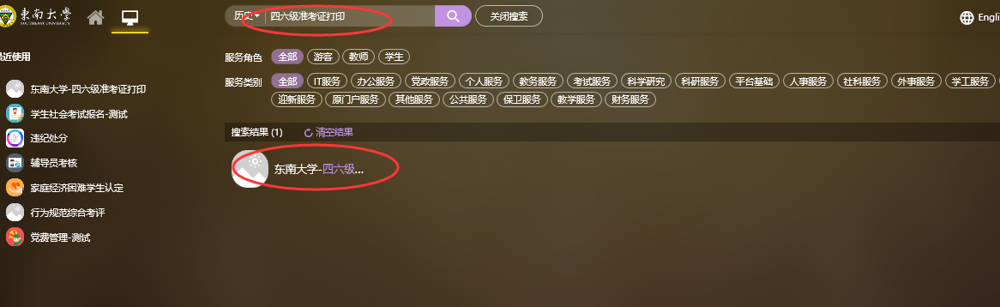 東南大學
SOUTHEAST UNIVERSITY
历史 四六级准考证打印
关闭搜索
Engli
最近使用
东南大学-四六级准考证打印
学生社会考试报名-测试
违纪处分
辅导员考核
家庭经济困难学生认定
行为规范综合考评
党费管理-测试
服务角色 全部 游客 教师 学生
服务类别 全部 IT服务 办公服务 党政服务 个人服务 教务服务 考试服务 科学研究 科研服务 平台基础 人事服务 社科服务 外事服务 学工服务
迎新服务 原门户服务 其他服务 公共服务 保卫服务 教学服务 财务服务
搜索结果 (1) 清空结果
东南大学-四六级...